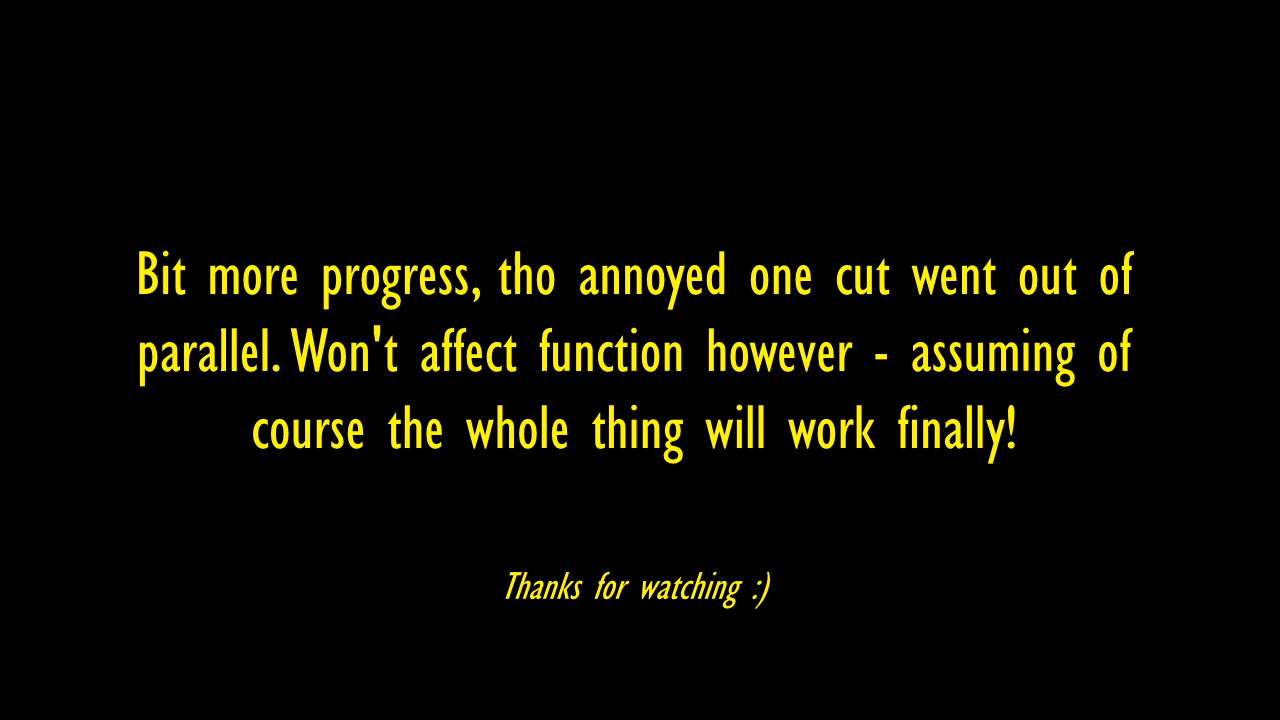 Bit more progress, tho annoyed one cut went out of
parallel. Won't affect function however - assuming of
course the whole thing will work finally!
Thanks for watching :)